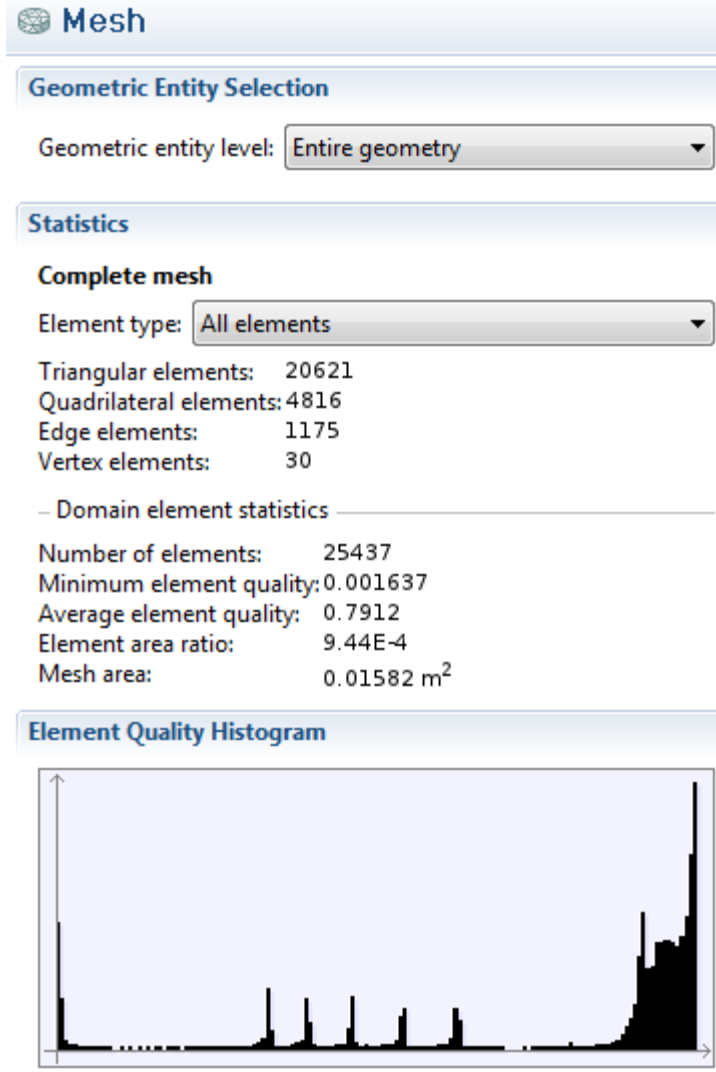 Mesh
Geometric Entity Selection
Geometric entity level: Entire geometry
Statistics
Complete mesh
Element type: All elements
Triangular elements: 20621
Quadrilateral elements: 4816
Edge elements: 1175
Vertex elements: 30
Domain element statistics
Number of elements: 25437
Minimum element quality: 0.001637
Average element quality: 0.7912
Element area ratio: 9.44E-4
Mesh area: 0.01582 m²
Element Quality Histogram